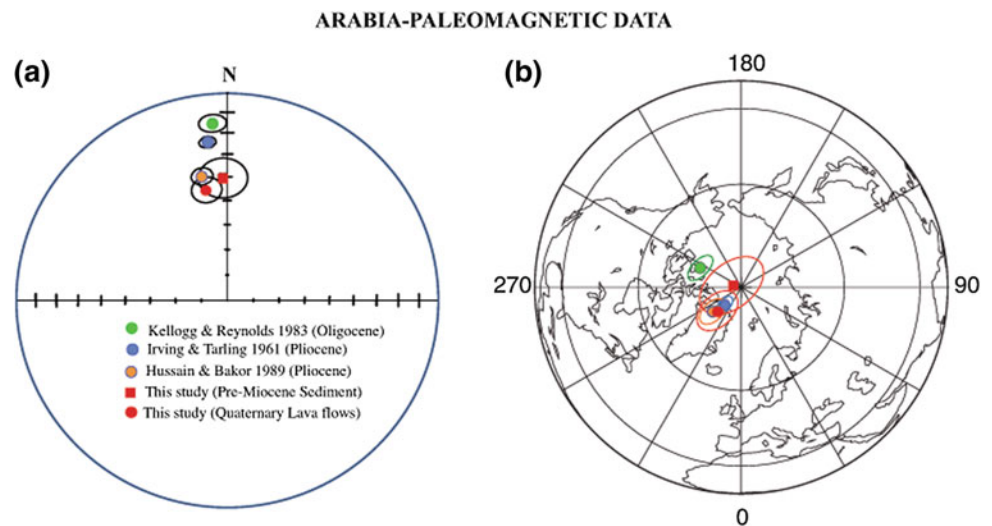 ARABIA-PALEOMAGNETIC DATA
(a)
N
Kellogg & Reynolds 1983 (Oligocene)
Irving & Tarling 1961 (Pliocene)
Hussain & Bakor 1989 (Pliocene)
This study (Pre-Miocene Sediment)
This study (Quaternary Lava flows)
(b)
180
270
90
0